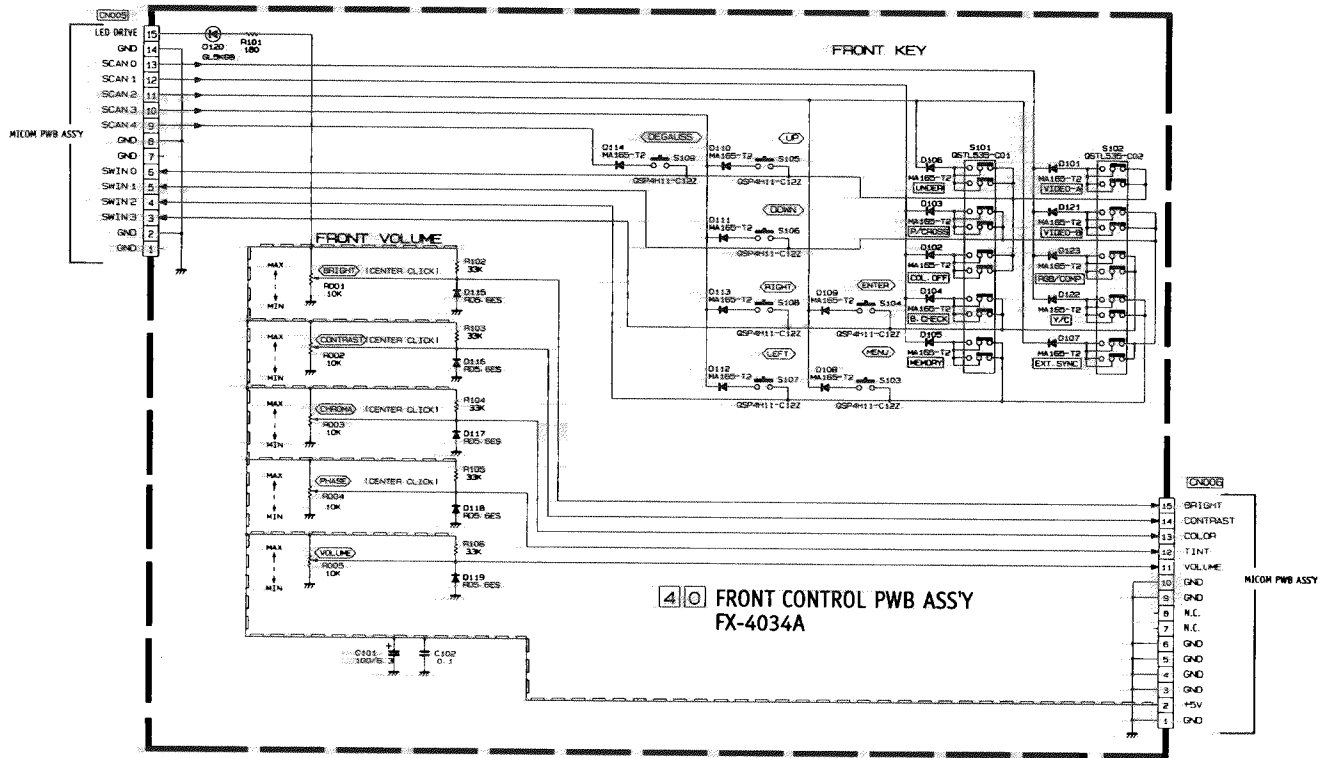 CN005
LED DRIVE 15
GND 14
SCAN 0 13
SCAN 1 12
SCAN 2 11
SCAN 3 10
SCAN 4 9
GND 8
GND 7
SWIN 0 6
SWIN 1 5
SWIN 2 4
SWIN 3 3
GND 2
GND 1
MICOM PWB ASS'Y
D120
R101
180
FRONT KEY
DEGAUSS
D114
MA165-T2
S109
QSP4H11-C12Z
UP
D110
MA165-T2
S105
QSP4H11-C12Z
DOWN
D111
MA165-T2
S106
QSP4H11-C12Z
RIGHT
D113
MA165-T2
S108
QSP4H11-C12Z
ENTER
D109
MA165-T2
S104
QSP4H11-C12Z
LEFT
D112
MA165-T2
S107
QSP4H11-C12Z
MENU
D108
MA165-T2
S103
QSP4H11-C12Z
S101
QSTL535-C01
D106
MA165-T2
UNDER
D103
MA165-T2
P/CROSS
D102
MA165-T2
COL. OFF
D104
MA165-T2
B. CHECK
D105
MA165-T2
MEMORY
S102
QSTL535-C02
D101
MA165-T2
VIDEO-A
D121
MA165-T2
VIDEO-B
D123
MA165-T2
RGB/COMP
D122
MA165-T2
Y/C
D107
MA165-T2
EXT. SYNC
FRONT VOLUME
MAX
MIN
BRIGHT (CENTER CLICK)
R001
10K
R102
33K
D115
RD5.6ES
MAX
MIN
CONTRAST (CENTER CLICK)
R002
10K
R103
33K
D116
RD5.6ES
MAX
MIN
CHROMA (CENTER CLICK)
R003
10K
R104
33K
D117
RD5.6ES
MAX
MIN
PHASE (CENTER CLICK)
R004
10K
R105
33K
D118
RD5.6ES
MAX
MIN
VOLUME
R005
10K
R106
33K
D119
RD5.6ES
C101
100/6.3
C102
0.1
4 0 FRONT CONTROL PWB ASS'Y
FX-4034A
CN006
15 BRIGHT
14 CONTRAST
13 COLOR
12 TINT
11 VOLUME
10 GND
9 GND
8 N.C.
7 N.C.
6 GND
5 GND
4 GND
3 GND
2 +5V
1 GND
MICOM PWB ASS'Y